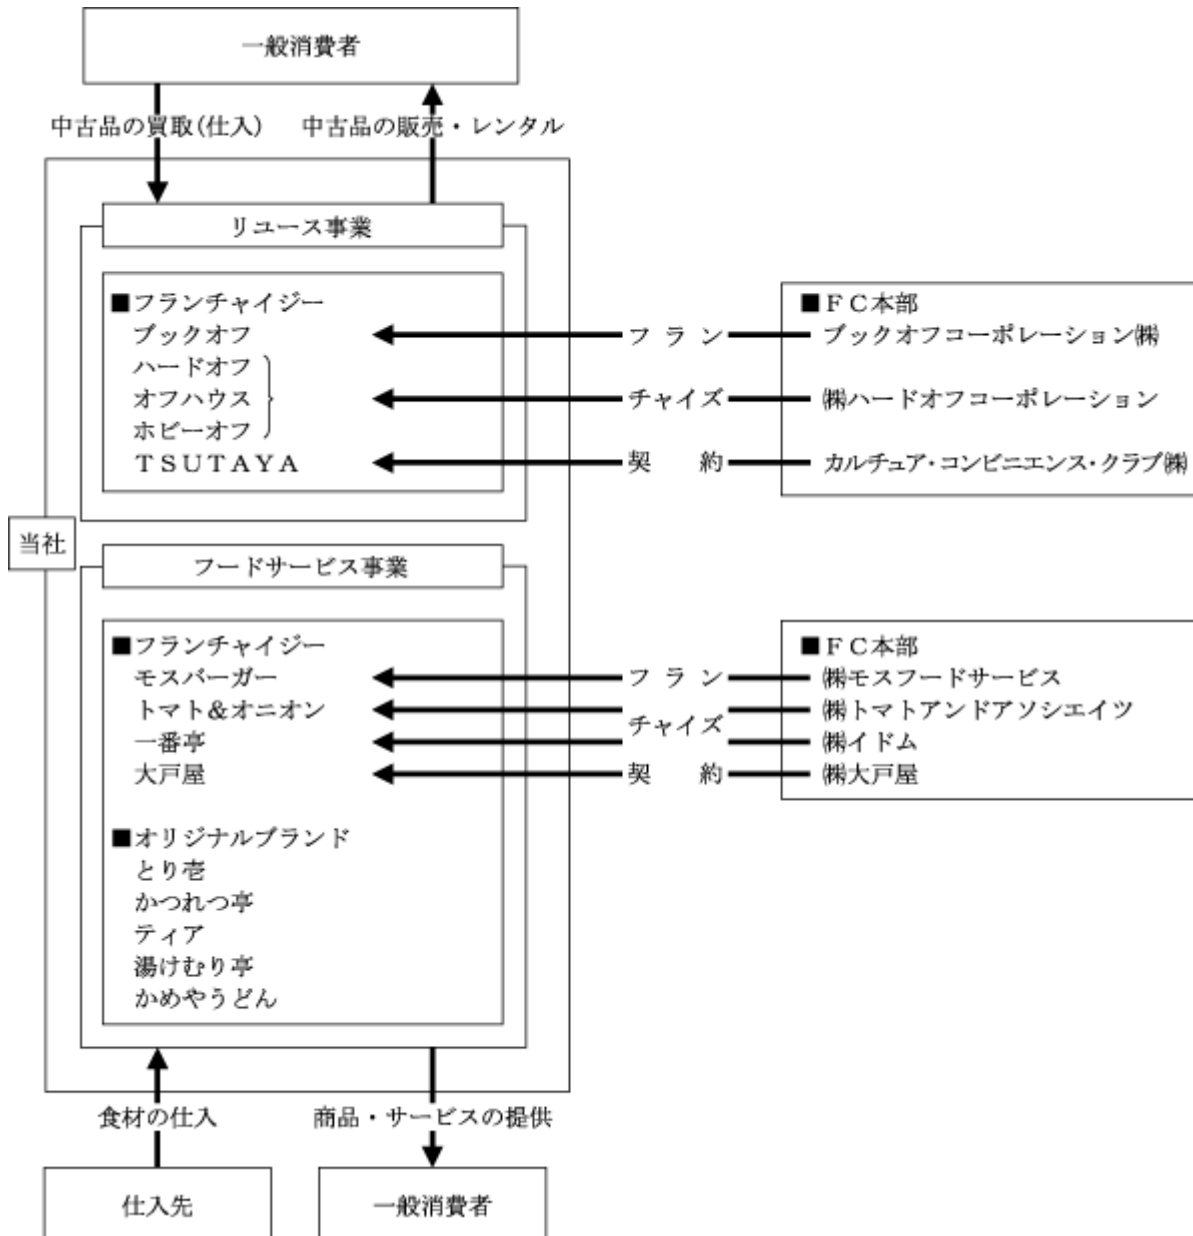 一般消費者
中古品の買取(仕入)
中古品の販売・レンタル
リユース事業
■フランチャイジー
ブックオフ
ハードオフ
オフハウス
ホビーオフ
TSUTAYA
フラン
チャイズ
契約
■FC本部
ブックオフコーポレーション㈱
㈱ハードオフコーポレーション
カルチュア・コンビニエンス・クラブ㈱
当社
フードサービス事業
■フランチャイジー
モスバーガー
トマト&オニオン
一番亭
大戸屋
フラン
チャイズ
契約
■FC本部
㈱モスフードサービス
㈱トマトアンドアソシエイツ
㈱イドム
㈱大戸屋
■オリジナルブランド
とり壱
かつれつ亭
ティア
湯けむり亭
かめやうどん
食材の仕入
商品・サービスの提供
仕入先
一般消費者